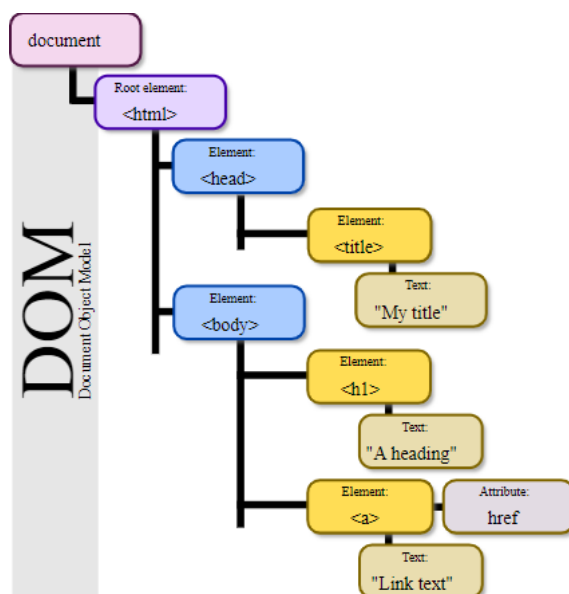 document
Root element:
<html>
Element:
<head>
Element:
<title>
Text:
"My title"
Element:
<body>
Element:
<h1>
Text:
"A heading"
Element:
<a>
Attribute:
href
Text:
"Link text"
DOM
Document Object Model